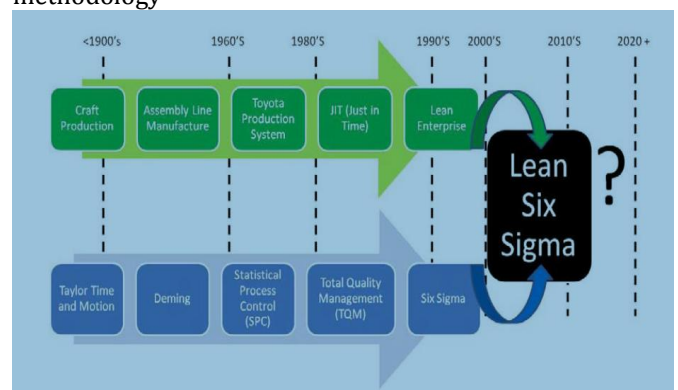 methodology
<1900's 1960'S 1980'S 1990'S 2000'S 2010'S 2020 +
Craft
Production
Assembly Line
Manufacture
Toyota
Production
System
JIT (Just in
Time)
Lean
Enterprise
Lean
Six
Sigma
?
Taylor Time
and Motion
Deming
Statistical
Process
Control
(SPC)
Total Quality
Management
(TQM)
Six Sigma